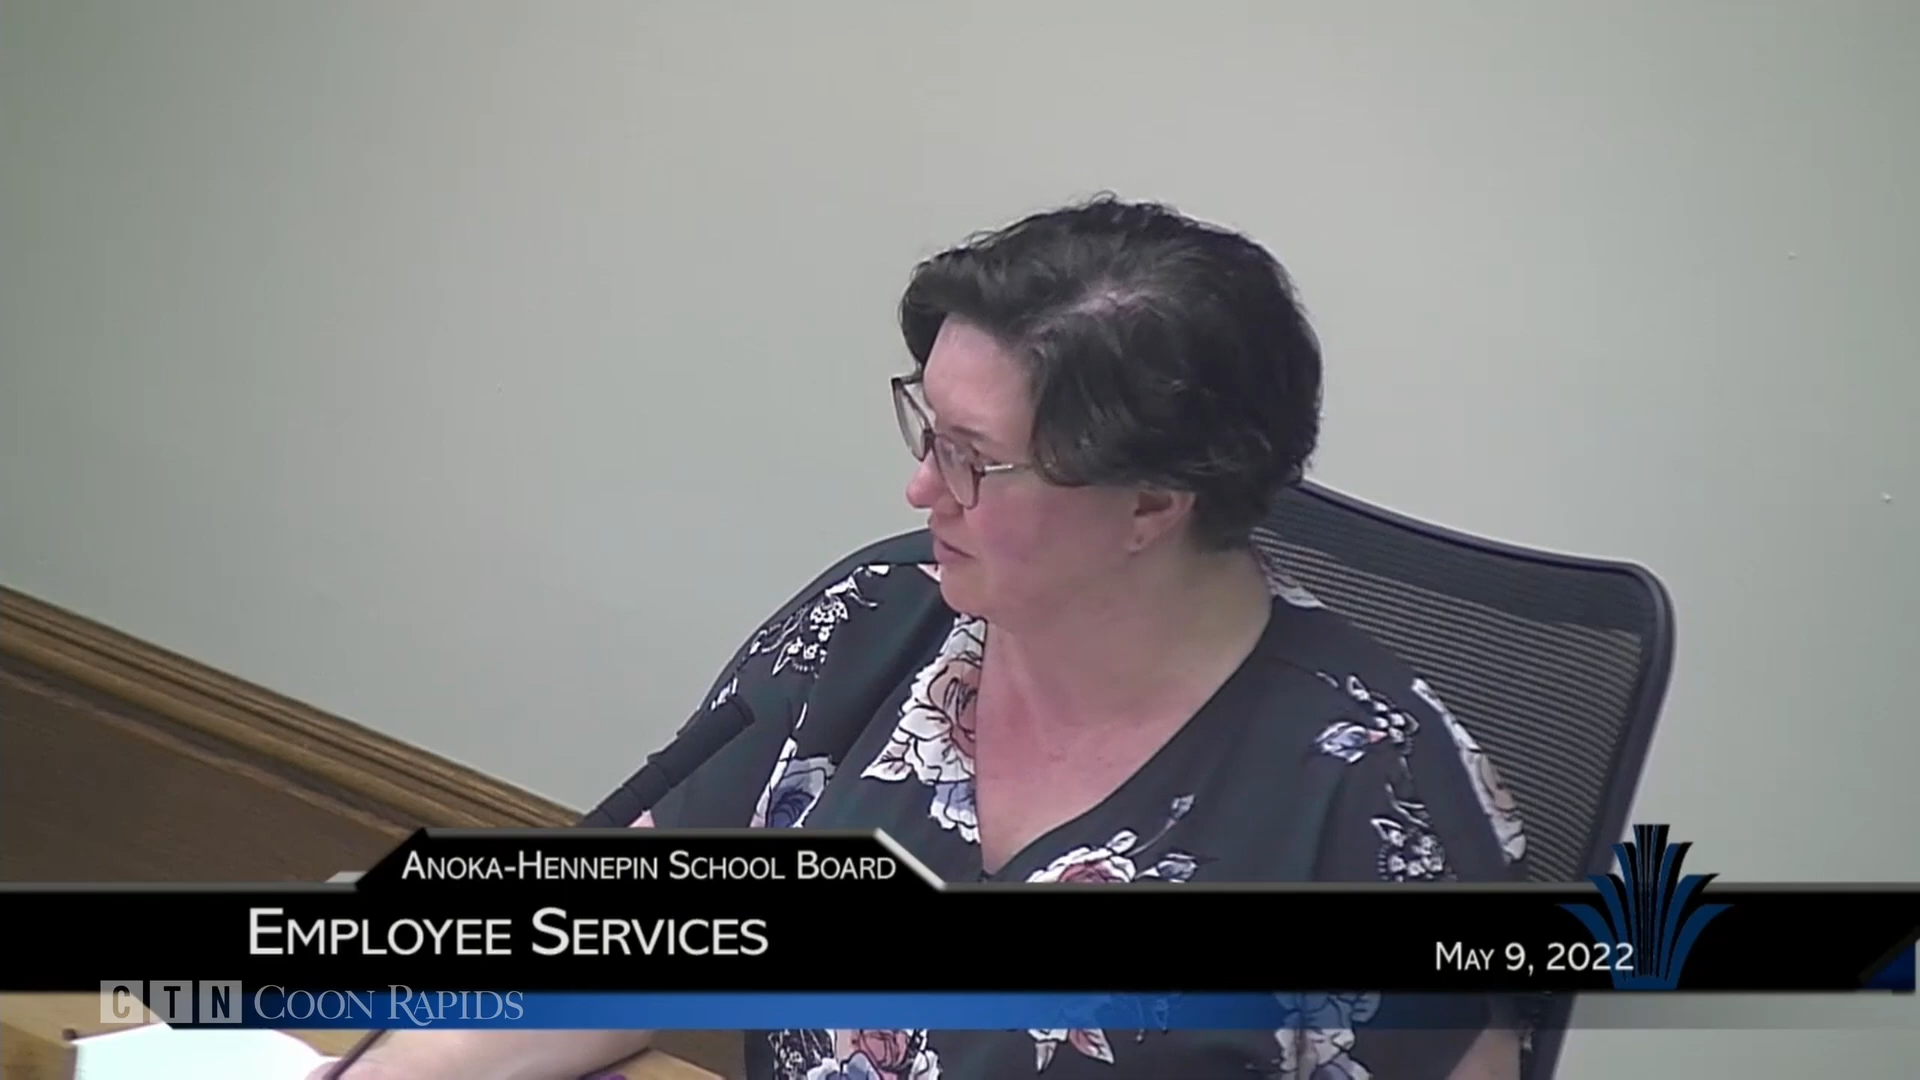 Anoka-Hennepin School Board
Employee Services
May 9, 2022
CTN Coon Rapids